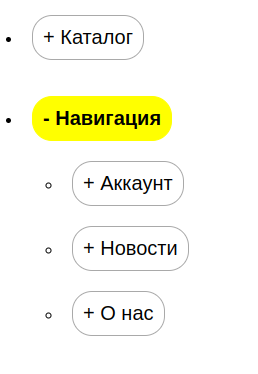 + Каталог
- Навигация
+ Аккаунт
+ Новости
+ О нас